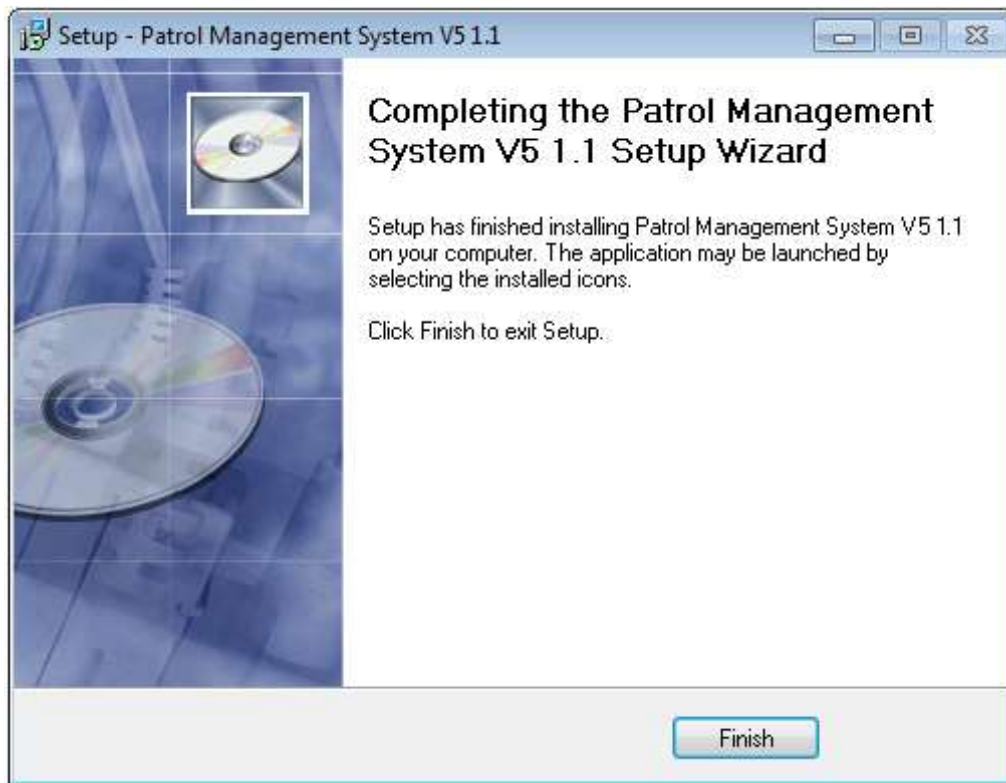 Setup - Patrol Management System V5 1.1
Completing the Patrol Management
System V5 1.1 Setup Wizard
Setup has finished installing Patrol Management System V5 1.1
on your computer. The application may be launched by
selecting the installed icons.
Click Finish to exit Setup.
Finish